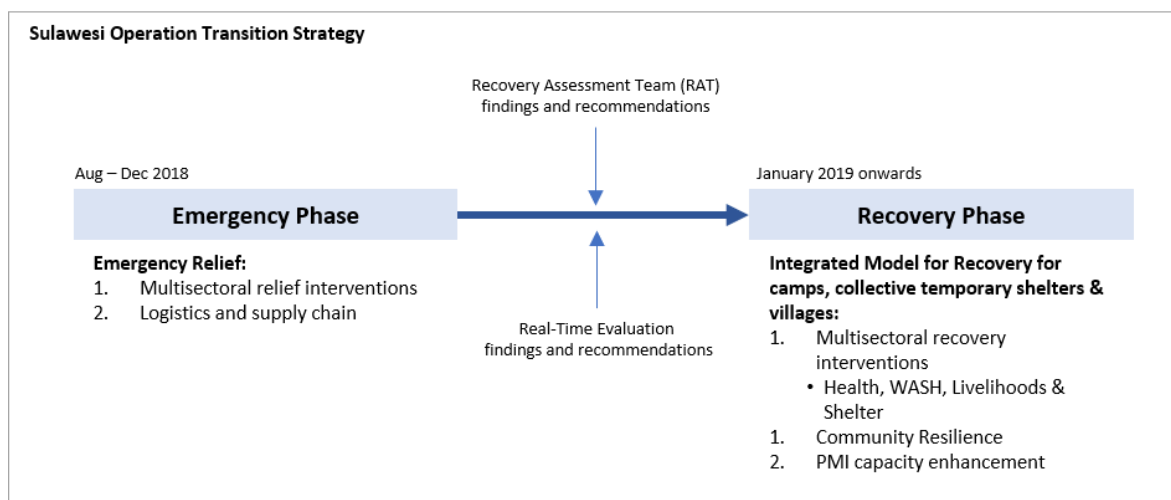 Sulawesi Operation Transition Strategy
Recovery Assessment Team (RAT)
findings and recommendations
Aug – Dec 2018
Emergency Phase
Emergency Relief:
1. Multisectoral relief interventions
2. Logistics and supply chain
Real-Time Evaluation
findings and recommendations
January 2019 onwards
Recovery Phase
Integrated Model for Recovery for
camps, collective temporary shelters &
villages:
1. Multisectoral recovery
interventions
• Health, WASH, Livelihoods &
Shelter
1. Community Resilience
2. PMI capacity enhancement